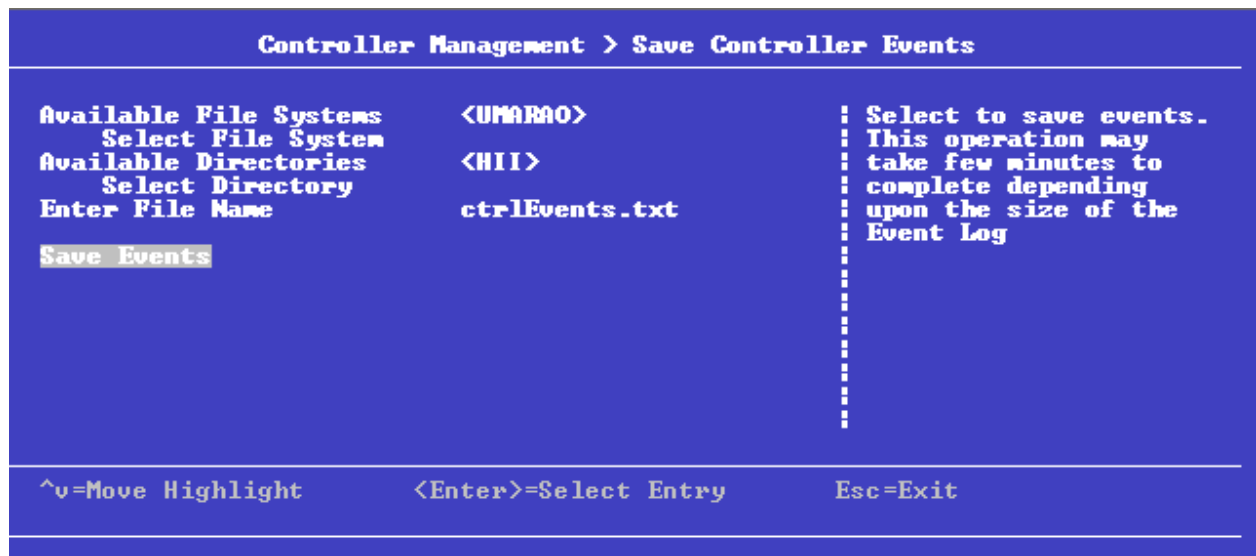 Controller Management > Save Controller Events
Available File Systems <UMARAO>
Select File System
Available Directories <HII>
Select Directory
Enter File Name ctrlEvents.txt
Save Events
Select to save events.
This operation may
take few minutes to
complete depending
upon the size of the
Event Log
^v=Move Highlight <Enter>=Select Entry Esc=Exit